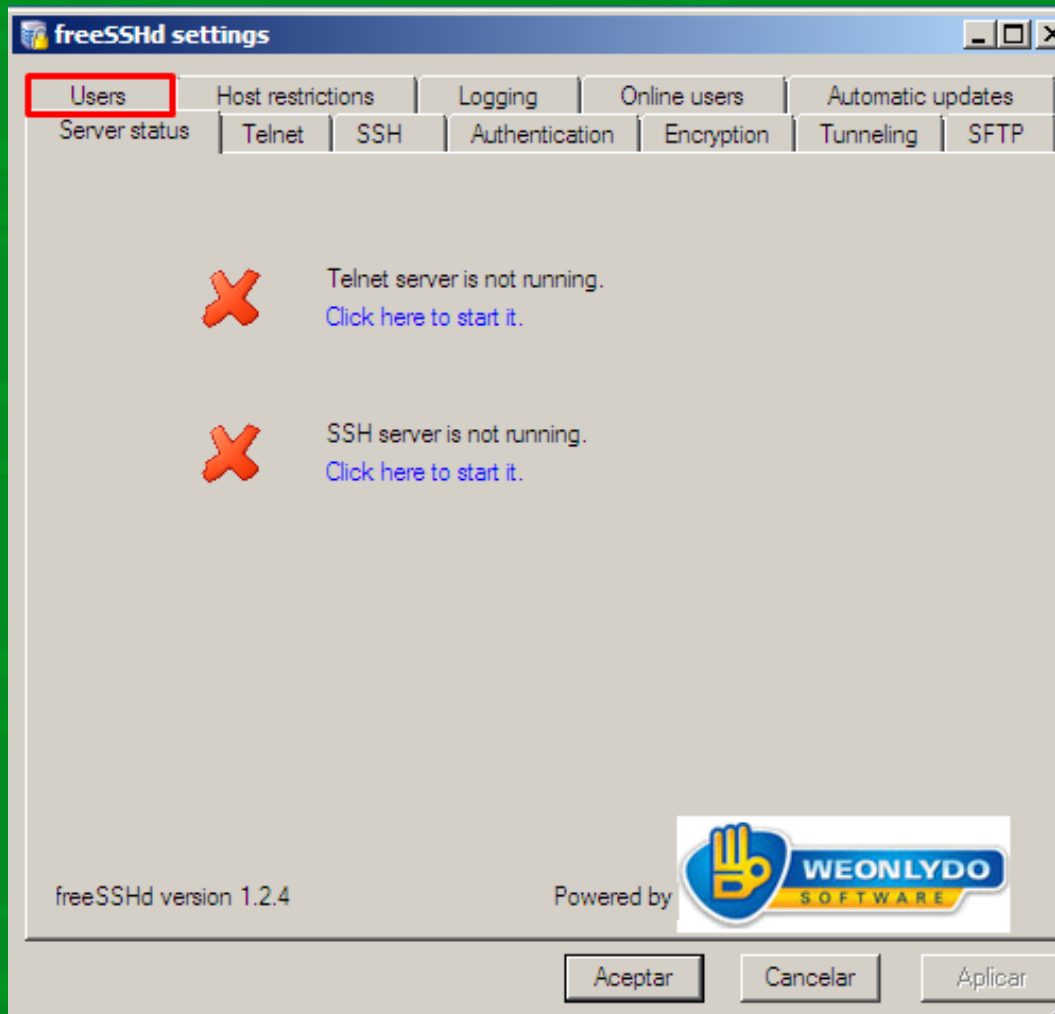 freeSSHd settings
Users Host restrictions Logging Online users Automatic updates
Server status Telnet SSH Authentication Encryption Tunneling SFTP
Telnet server is not running.
Click here to start it.
SSH server is not running.
Click here to start it.
WEONLYDO
SOFTWARE
freeSSHd version 1.2.4 Powered by
Aceptar Cancelar Aplicar